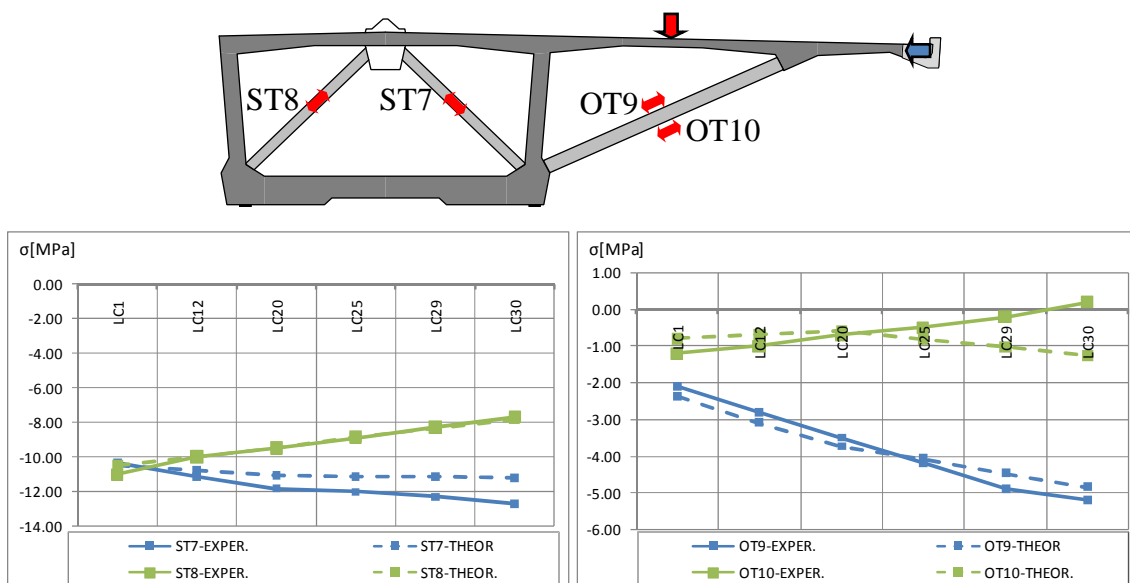 ST8
ST7
OT9
OT10
σ[MPa]
0.00
-2.00
-4.00
-6.00
-8.00
-10.00
-12.00
-14.00
LC1
LC12
LC20
LC25
LC29
LC30
ST7-EXPER.
ST7-THEOR
ST8-EXPER.
ST8-THEOR.
σ[MPa]
1.00
0.00
-1.00
-2.00
-3.00
-4.00
-5.00
-6.00
LC1
LC12
LC20
LC25
LC29
LC30
OT9-EXPER.
OT9-THEOR
OT10-EXPER.
OT10-THEOR.